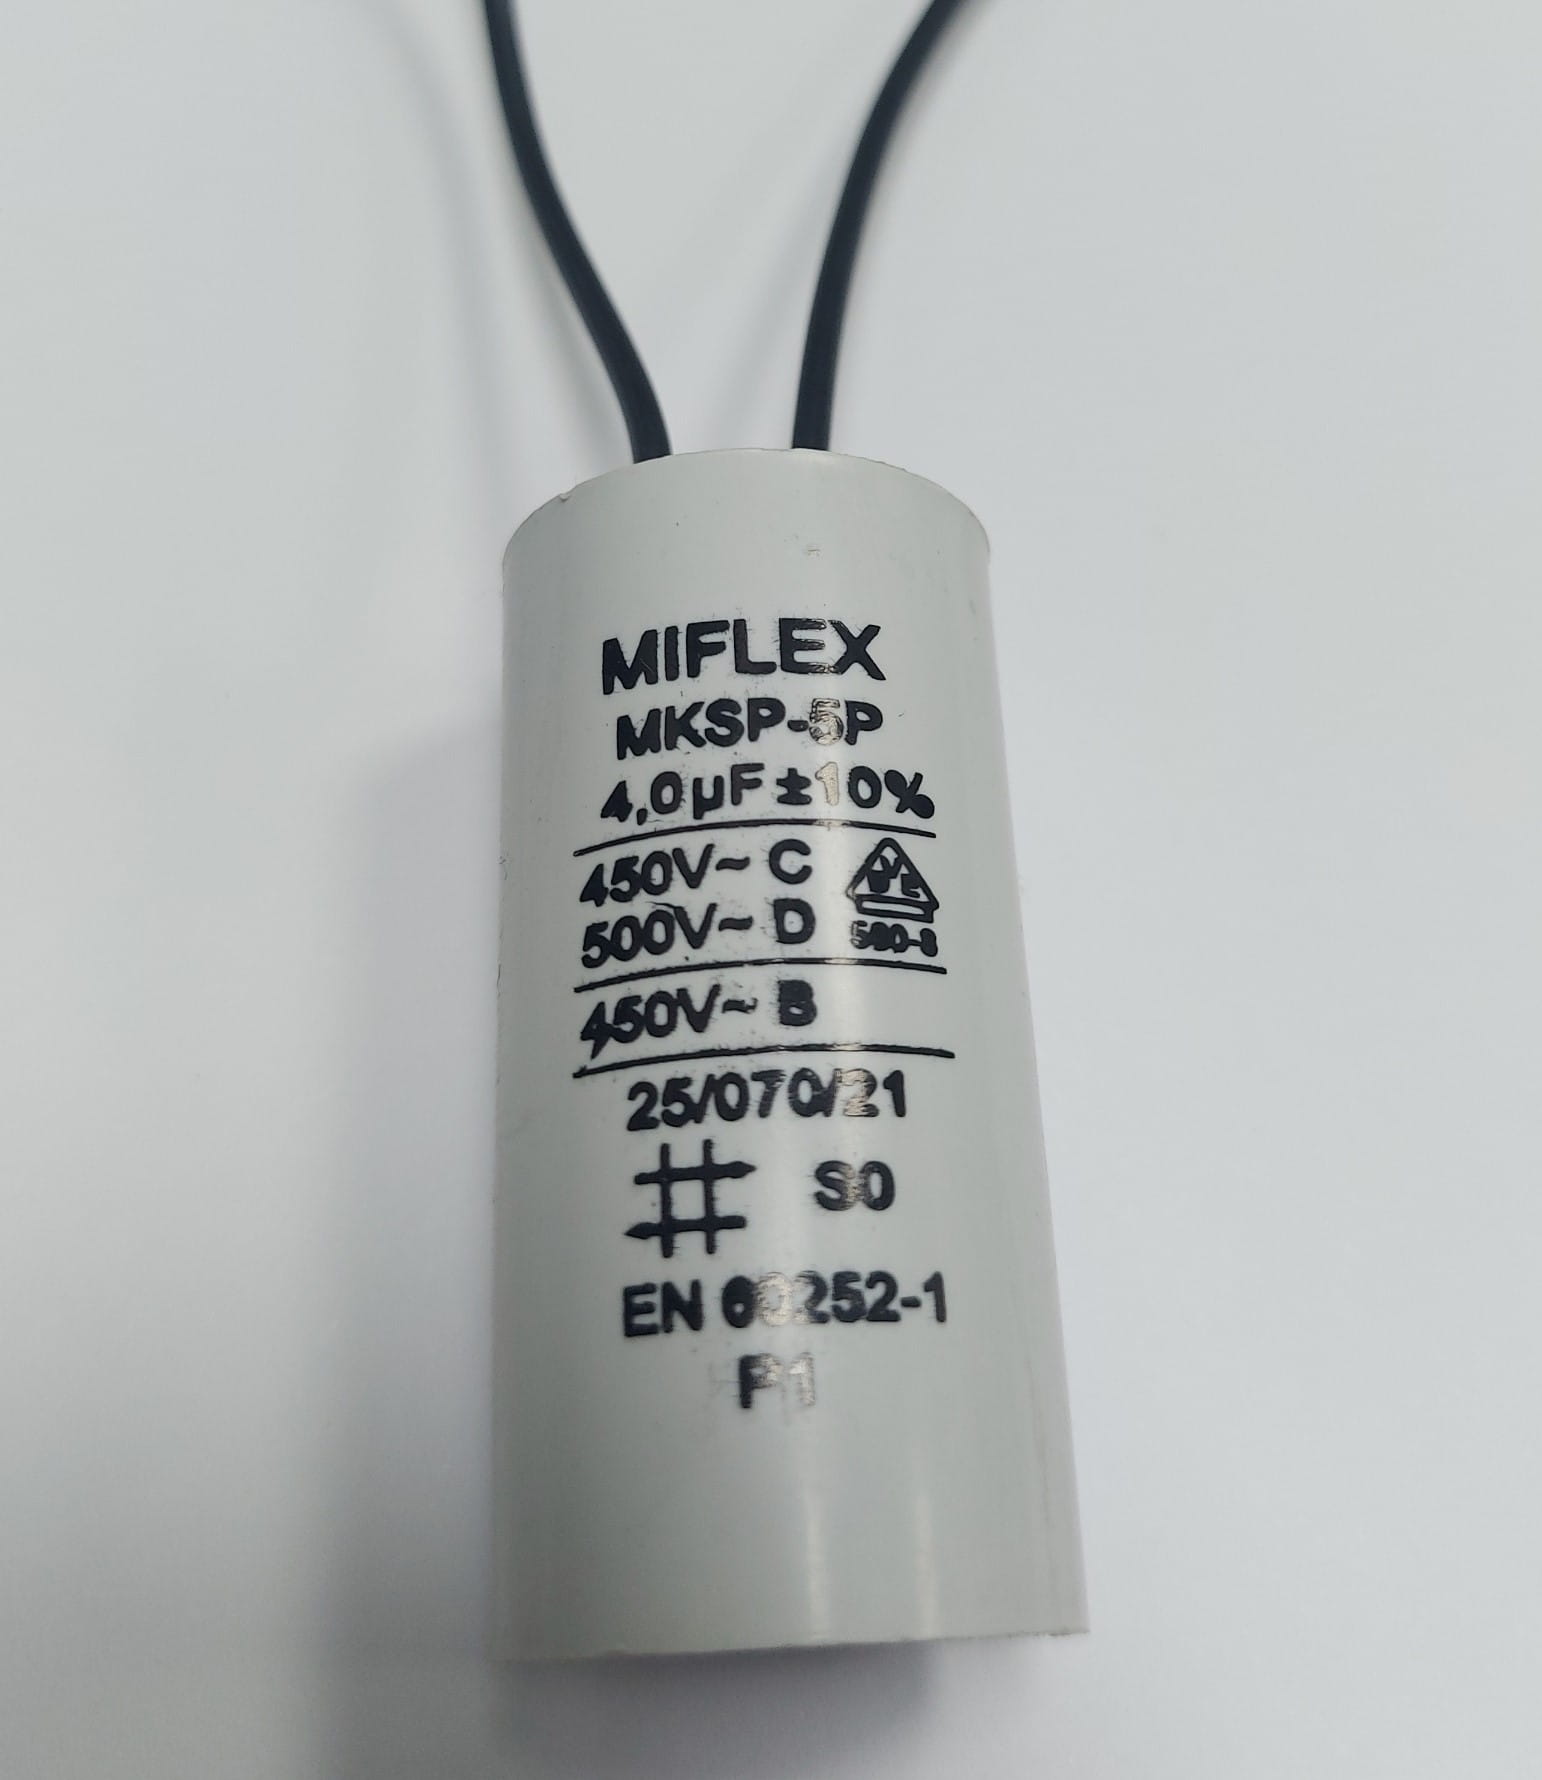 MIFLEX
MKSP-5P
4,0µF ±10%
450V~ C
500V~ D
450V~ B
25/070/21
S0
EN 60252-1
P1